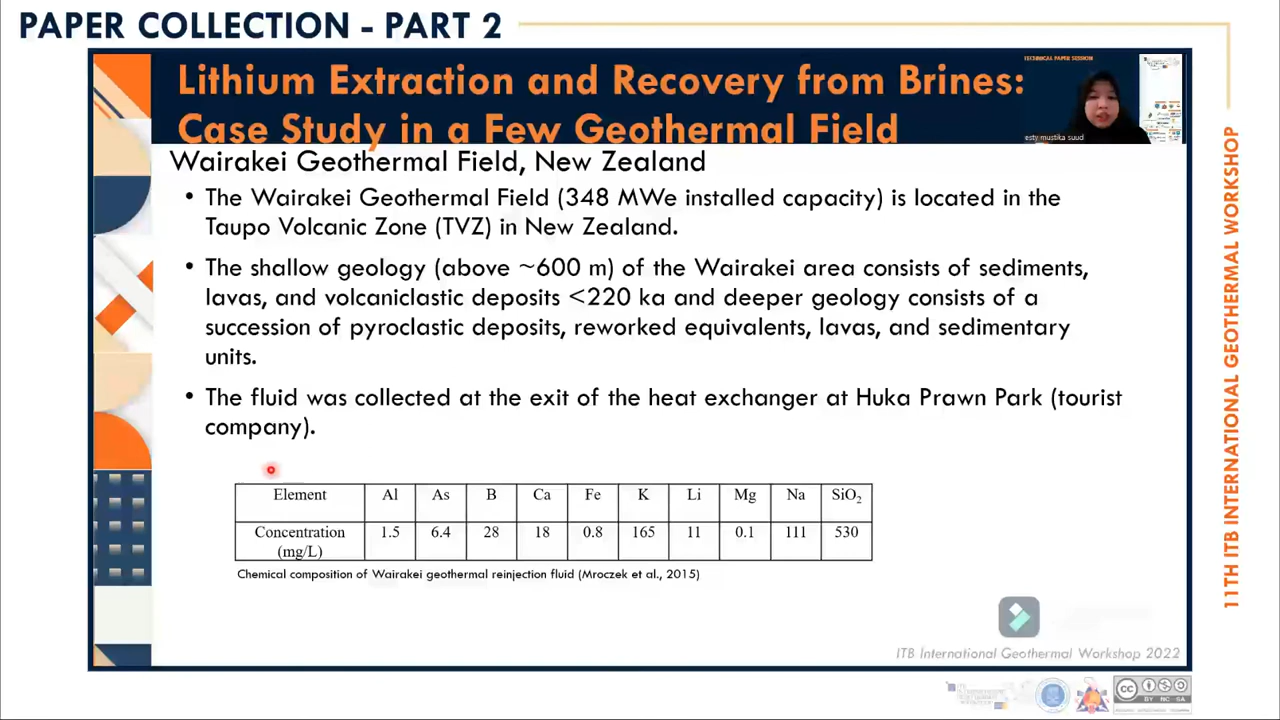 PAPER COLLECTION - PART 2
Lithium Extraction and Recovery from Brines:
Case Study in a Few Geothermal Field
TECHNICAL PAPER SESSION
esty mustika suud
Wairakei Geothermal Field, New Zealand
• The Wairakei Geothermal Field (348 MWe installed capacity) is located in the
Taupo Volcanic Zone (TVZ) in New Zealand.
• The shallow geology (above ~600 m) of the Wairakei area consists of sediments,
lavas, and volcaniclastic deposits <220 ka and deeper geology consists of a
succession of pyroclastic deposits, reworked equivalents, lavas, and sedimentary
units.
• The fluid was collected at the exit of the heat exchanger at Huka Prawn Park (tourist
company).
Element Al As B Ca Fe K Li Mg Na SiO₂
Concentration 1.5 6.4 28 18 0.8 165 11 0.1 111 530
(mg/L)
Chemical composition of Wairakei geothermal reinjection fluid (Mroczek et al., 2015)
ITB International Geothermal Workshop 2022
11TH ITB INTERNATIONAL GEOTHERMAL WORKSHOP
CC
BY NC SA